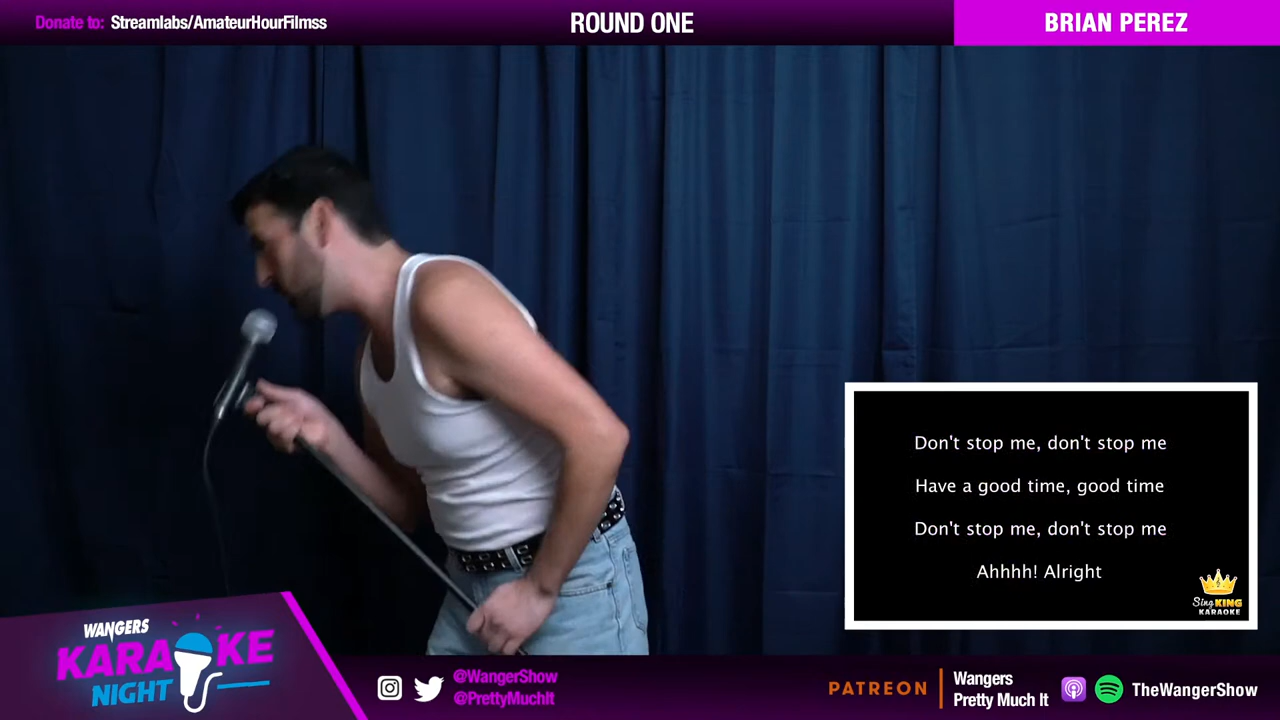 Donate to: Streamlabs/AmateurHourFilmss
ROUND ONE
BRIAN PEREZ
Don't stop me, don't stop me
Have a good time, good time
Don't stop me, don't stop me
Ahhhh! Alright
Sing KING
KARAOKE
WANGERS
KARAOKE
NIGHT
@WangerShow
@PrettyMuchIt
PATREON
Wangers
Pretty Much It
TheWangerShow